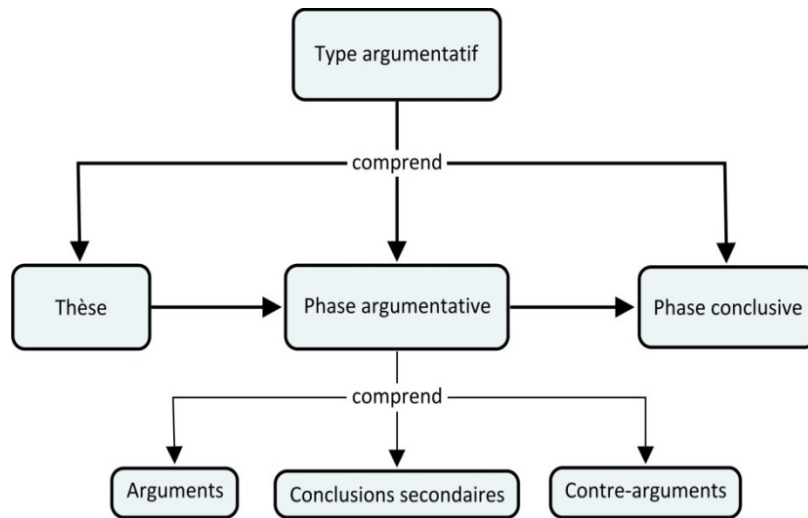 Type argumentatif
comprend
Thèse
Phase argumentative
Phase conclusive
comprend
Arguments
Conclusions secondaires
Contre-arguments